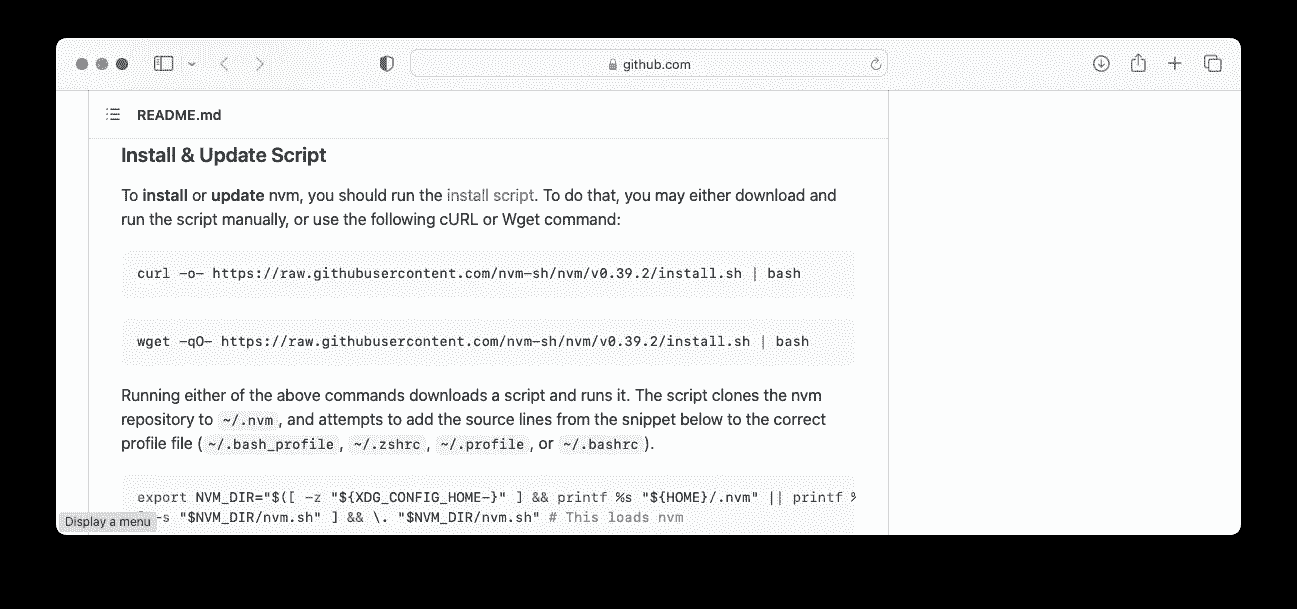 github.com
README.md
Install & Update Script
To install or update nvm, you should run the install script. To do that, you may either download and
run the script manually, or use the following cURL or Wget command:
curl -o- https://raw.githubusercontent.com/nvm-sh/nvm/v0.39.2/install.sh | bash
wget -qO- https://raw.githubusercontent.com/nvm-sh/nvm/v0.39.2/install.sh | bash
Running either of the above commands downloads a script and runs it. The script clones the nvm
repository to ~/.nvm, and attempts to add the source lines from the snippet below to the correct
profile file (~/.bash_profile, ~/.zshrc, ~/.profile, or ~/.bashrc).
export NVM_DIR="$([ -z "${XDG_CONFIG_HOME-}" ] && printf %s "${HOME}/.nvm" || printf %
-s "$NVM_DIR/nvm.sh" ] && \. "$NVM_DIR/nvm.sh" # This loads nvm
Display a menu